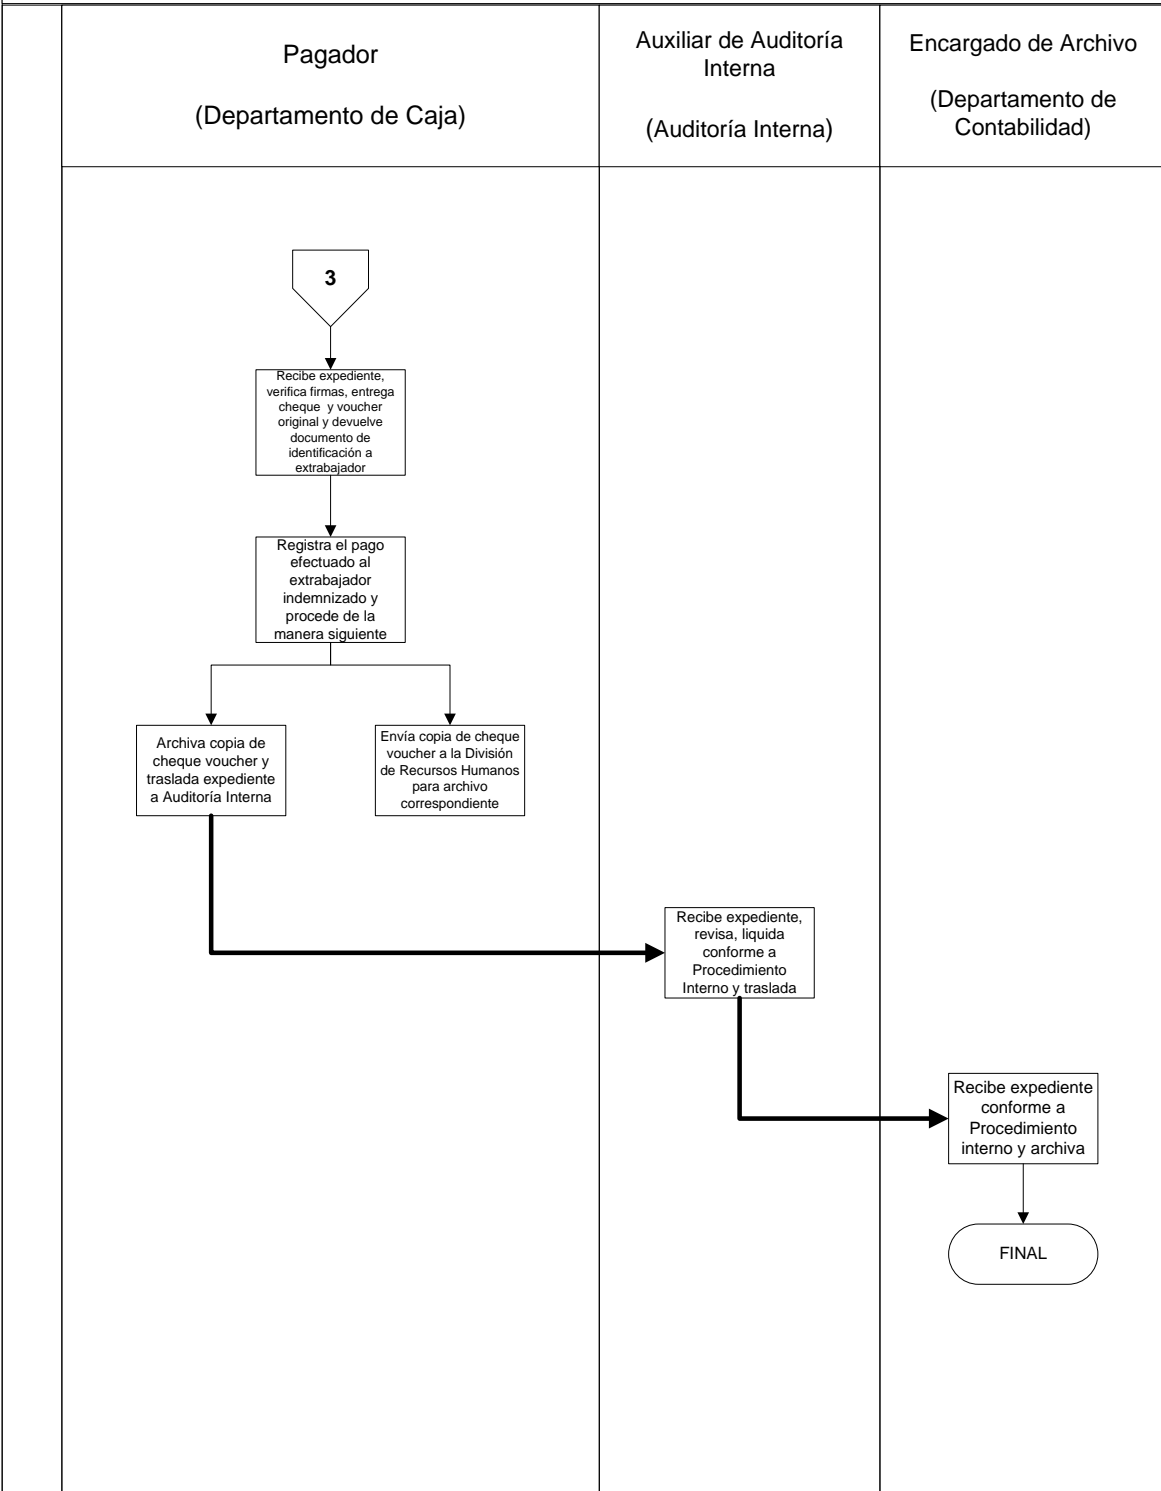 Pagador
(Departamento de Caja)
Auxiliar de Auditoría
Interna
(Auditoría Interna)
Encargado de Archivo
(Departamento de
Contabilidad)
3
Recibe expediente,
verifica firmas, entrega
cheque y voucher
original y devuelve
documento de
identificación a
extrabajador
Registra el pago
efectuado al
extrabajador
indemnizado y
procede de la
manera siguiente
Archiva copia de
cheque voucher y
traslada expediente
a Auditoría Interna
Envía copia de cheque
voucher a la División
de Recursos Humanos
para archivo
correspondiente
Recibe expediente,
revisa, liquida
conforme a
Procedimiento
Interno y traslada
Recibe expediente
conforme a
Procedimiento
interno y archiva
FINAL